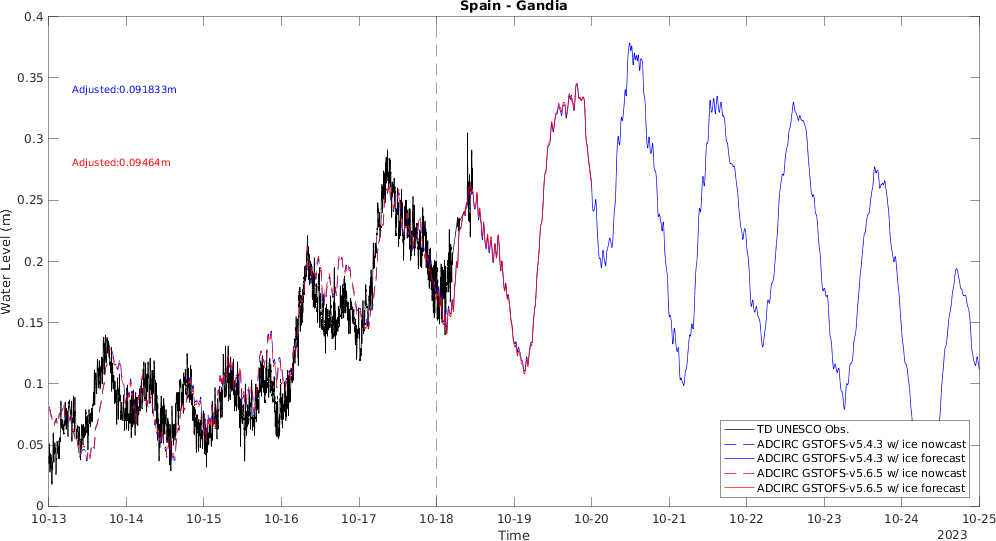 Spain - Gandia
0.4
0.35
0.3
0.25
0.2
0.15
0.1
0.05
0
Water Level (m)
Adjusted:0.091833m
Adjusted:0.09464m
TD UNESCO Obs.
ADCIRC GSTOFS-v5.4.3 w/ ice nowcast
ADCIRC GSTOFS-v5.4.3 w/ ice forecast
ADCIRC GSTOFS-v5.6.5 w/ ice nowcast
ADCIRC GSTOFS-v5.6.5 w/ ice forecast
10-13 10-14 10-15 10-16 10-17 10-18 10-19 10-20 10-21 10-22 10-23 10-24 10-25
Time
2023